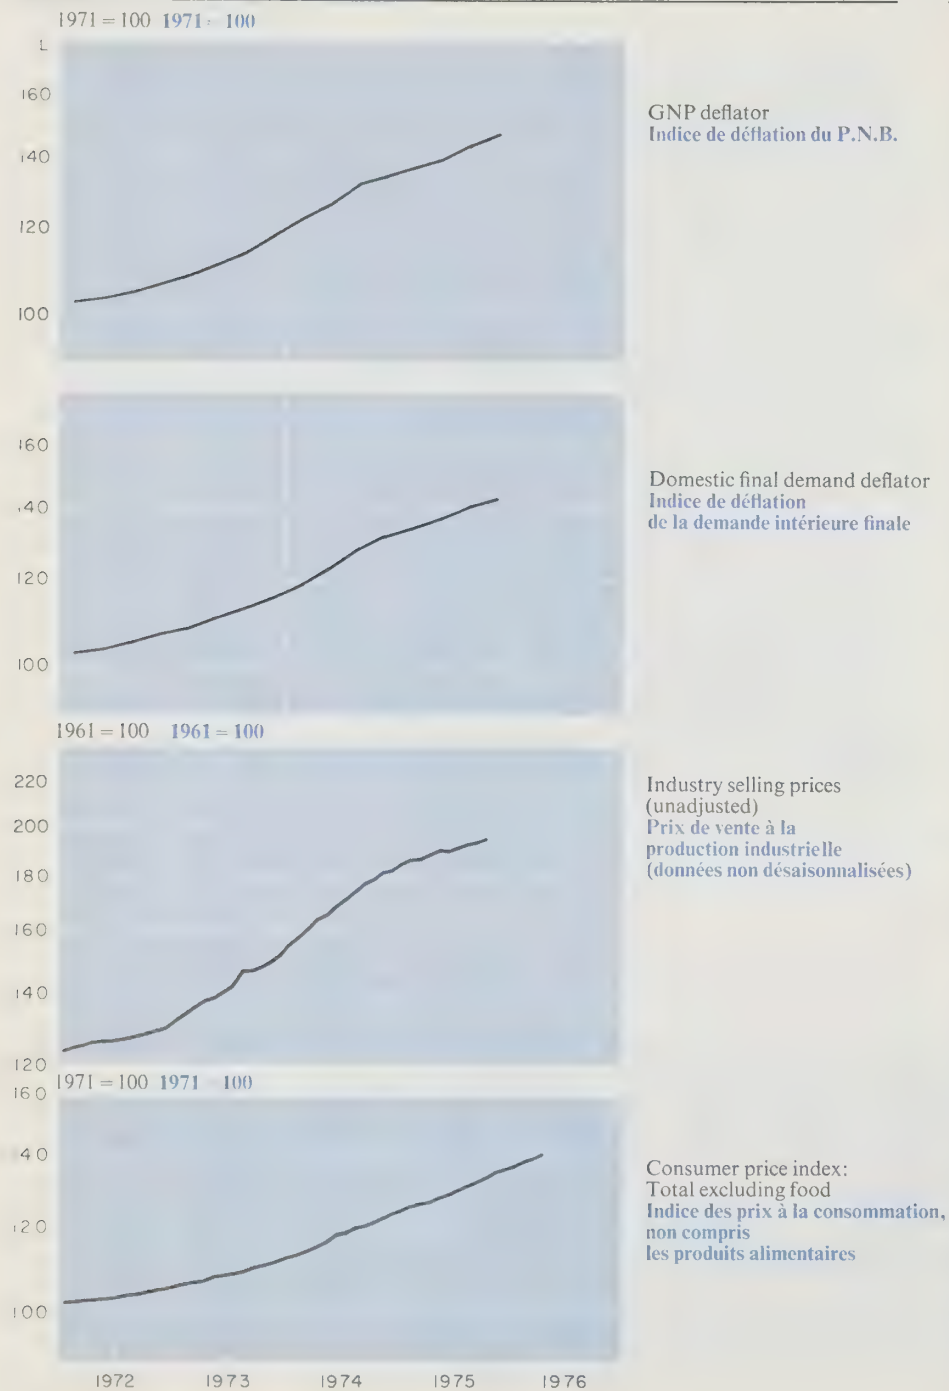 1971 = 100 1971 = 100
160
140
120
100
GNP deflator
Indice de déflation du P.N.B.
160
140
120
100
Domestic final demand deflator
Indice de déflation
de la demande intérieure finale
1961 = 100 1961 = 100
220
200
180
160
140
120
Industry selling prices
(unadjusted)
Prix de vente à la
production industrielle
(données non désaisonnalisées)
1971 = 100 1971 100
160
140
120
100
Consumer price index:
Total excluding food
Indice des prix à la consommation,
non compris
les produits alimentaires
1972 1973 1974 1975 1976